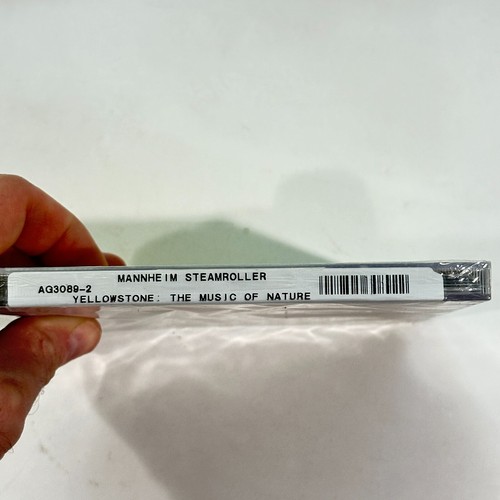 MANNHEIM STEAMROLLER
AG3089-2
YELLOWSTONE: THE MUSIC OF NATURE